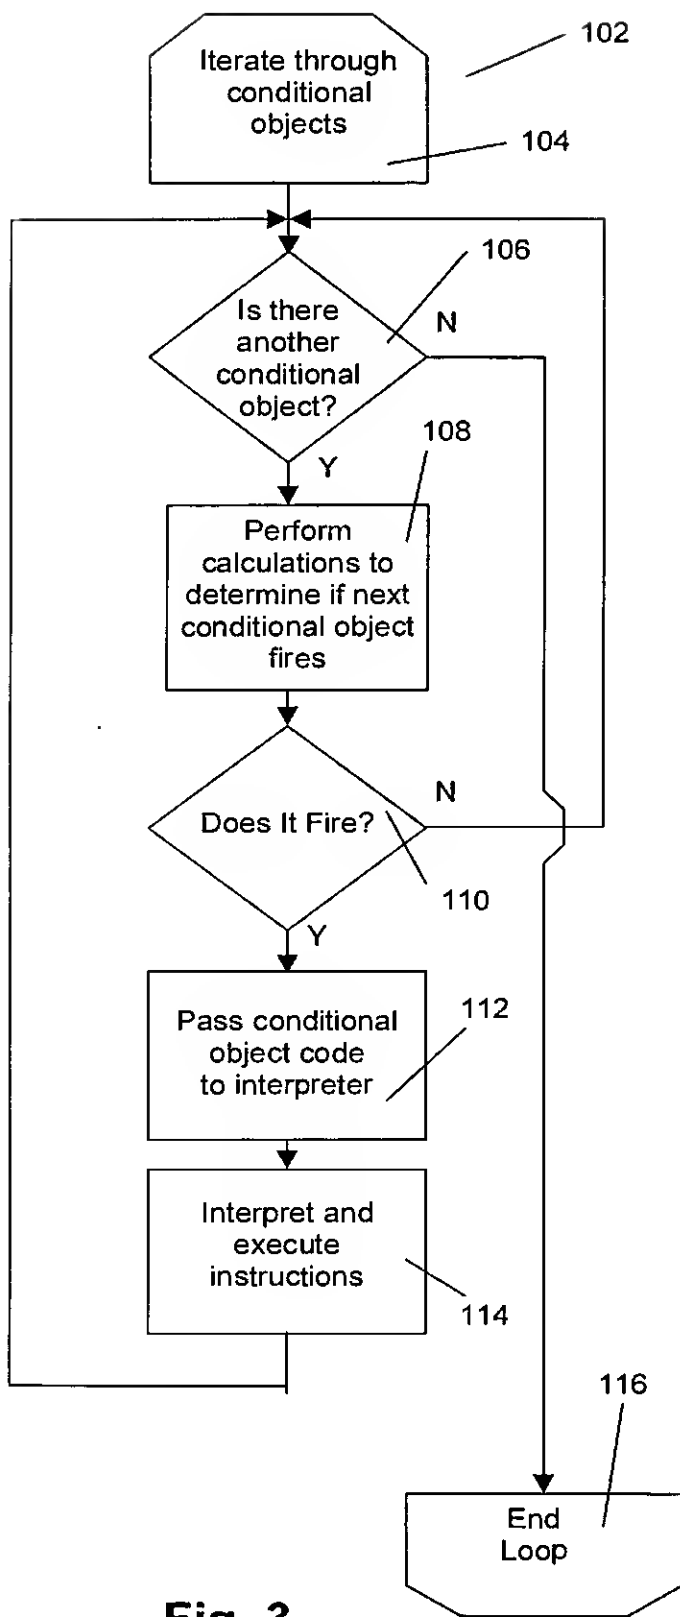 Iterate through
conditional
objects
102
104
106
Is there
another
conditional
object?
N
Y
108
Perform
calculations to
determine if next
conditional object
fires
Does It Fire?
N
110
Y
Pass conditional
object code
to interpreter
112
Interpret and
execute
instructions
114
116
End
Loop